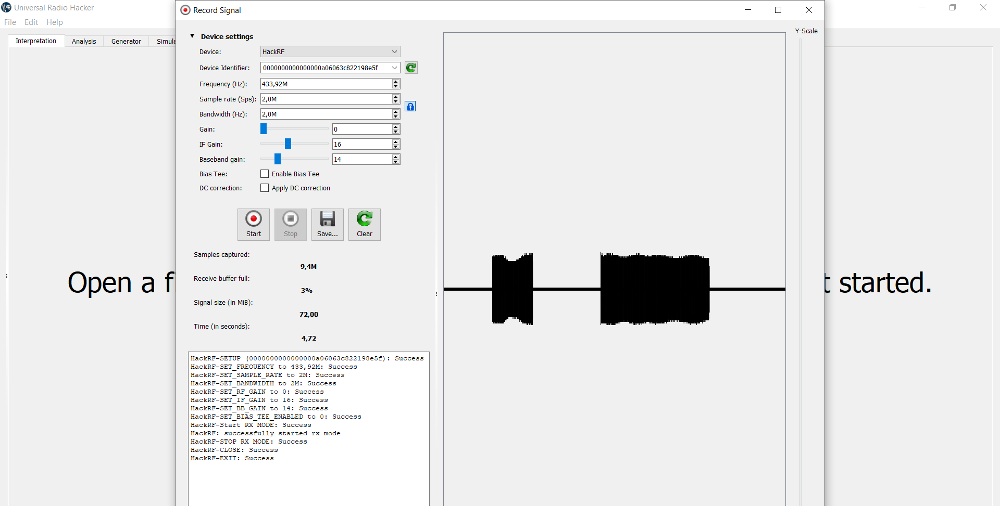 Universal Radio Hacker
File Edit Help
Interpretation Analysis Generator Simula
Open a fi
t started.
Record Signal
Device settings
Device: HackRF
Device Identifier: 0000000000000000a06063c822198e5f
Frequency (Hz): 433,92M
Sample rate (Sps): 2,0M
Bandwidth (Hz): 2,0M
Gain: 0
IF Gain: 16
Baseband gain: 14
Bias Tee: Enable Bias Tee
DC correction: Apply DC correction
Start Stop Save... Clear
Samples captured:
9,4M
Receive buffer full:
3%
Signal size (in MiB):
72,00
Time (in seconds):
4,72
HackRF-SETUP (0000000000000000a06063c822198e5f): Success
HackRF-SET_FREQUENCY to 433,92M: Success
HackRF-SET_SAMPLE_RATE to 2M: Success
HackRF-SET_BANDWIDTH to 2M: Success
HackRF-SET_RF_GAIN to 0: Success
HackRF-SET_IF_GAIN to 16: Success
HackRF-SET_BB_GAIN to 14: Success
HackRF-SET_BIAS_TEE_ENABLED to 0: Success
HackRF-Start RX MODE: Success
HackRF: successfully started rx mode
HackRF-STOP RX MODE: Success
HackRF-CLOSE: Success
HackRF-EXIT: Success
Y-Scale